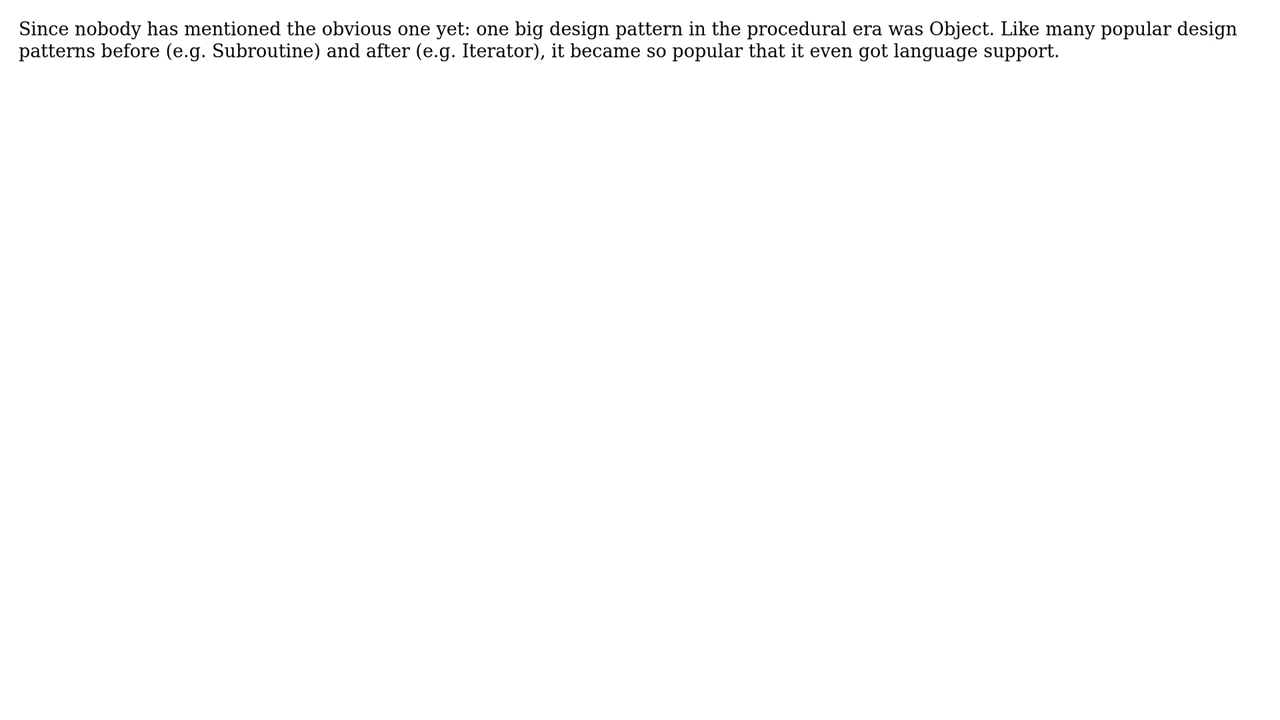 Since nobody has mentioned the obvious one yet: one big design pattern in the procedural era was Object. Like many popular design
patterns before (e.g. Subroutine) and after (e.g. Iterator), it became so popular that it even got language support.